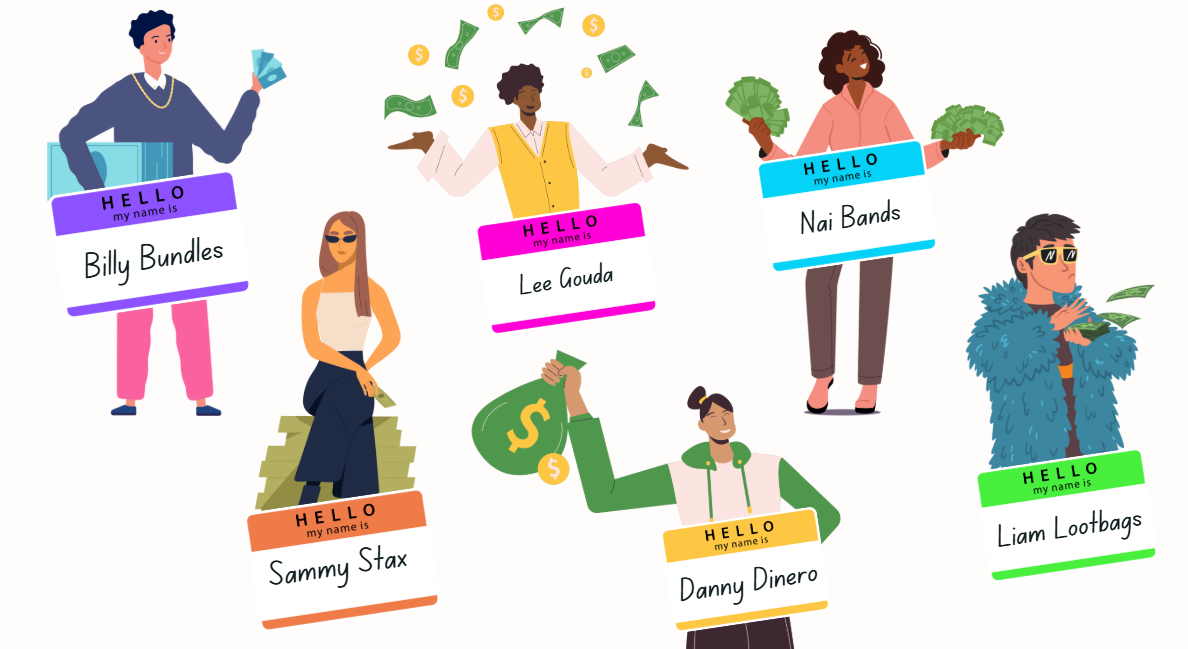 HELLO
my name is
Billy Bundles
HELLO
my name is
Lee Gouda
HELLO
my name is
Nai Bands
HELLO
my name is
Sammy Stax
HELLO
my name is
Danny Dinero
HELLO
my name is
Liam Lootbags
$
$
$
$
$
$
$